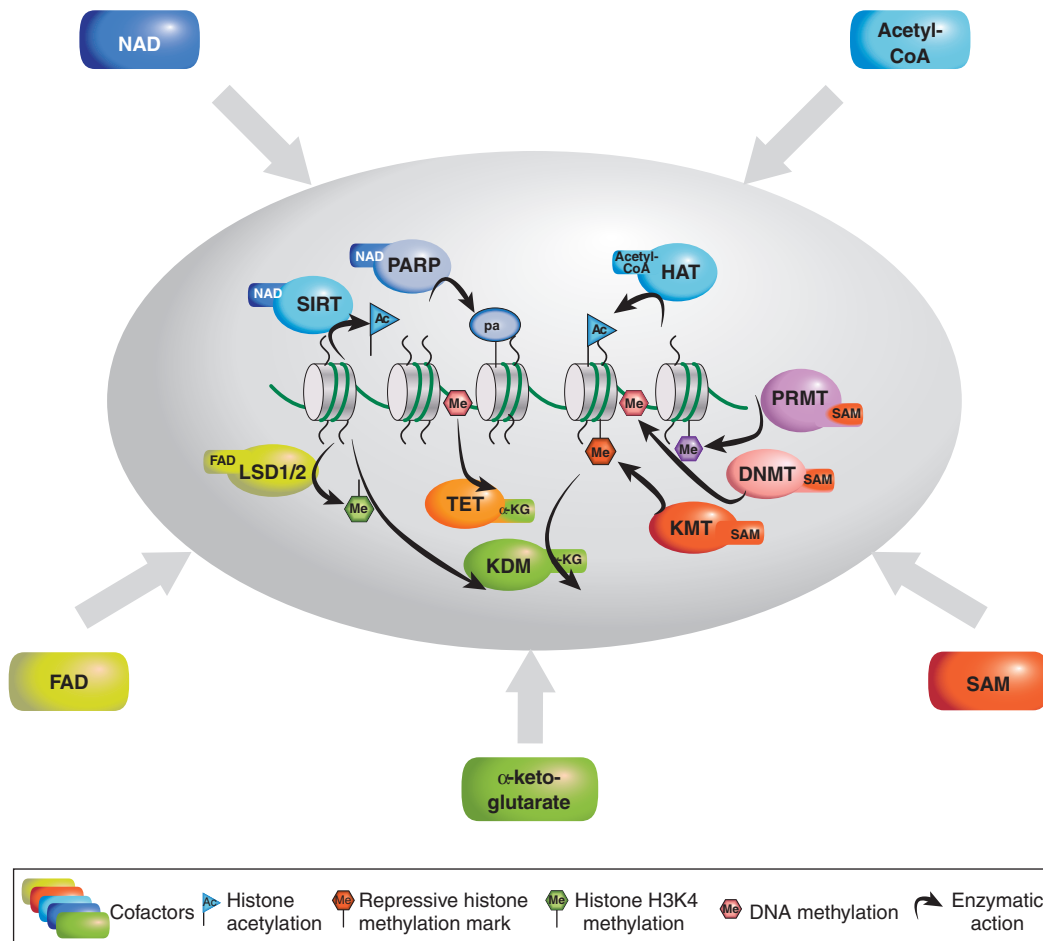 NAD
Acetyl-
CoA
NAD
PARP
Acetyl-
CoA
HAT
NAD
SIRT
Ac
pa
Ac
Me
Me
PRMT
SAM
Me
Me
FAD
LSD1/2
DNMT
SAM
Me
TET
α-KG
KMT
SAM
KDM
α-KG
FAD
SAM
α-keto-
glutarate
Cofactors
Ac
Histone
acetylation
Me
Repressive histone
methylation mark
Me
Histone H3K4
methylation
Me
DNA methylation
Enzymatic
action